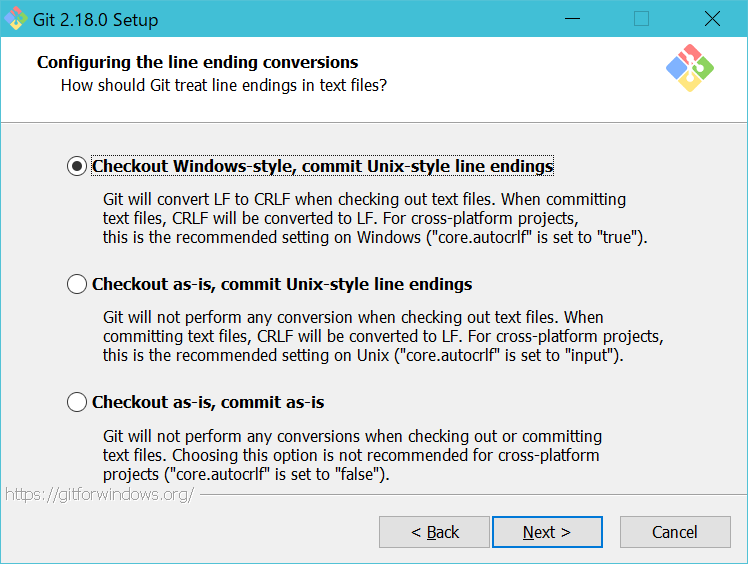 Git 2.18.0 Setup
Configuring the line ending conversions
How should Git treat line endings in text files?
Checkout Windows-style, commit Unix-style line endings
Git will convert LF to CRLF when checking out text files. When committing
text files, CRLF will be converted to LF. For cross-platform projects,
this is the recommended setting on Windows ("core.autocrlf" is set to "true").
Checkout as-is, commit Unix-style line endings
Git will not perform any conversion when checking out text files. When
committing text files, CRLF will be converted to LF. For cross-platform projects,
this is the recommended setting on Unix ("core.autocrlf" is set to "input").
Checkout as-is, commit as-is
Git will not perform any conversions when checking out or committing
text files. Choosing this option is not recommended for cross-platform
projects ("core.autocrlf" is set to "false").
https://gitforwindows.org/
< Back
Next >
Cancel